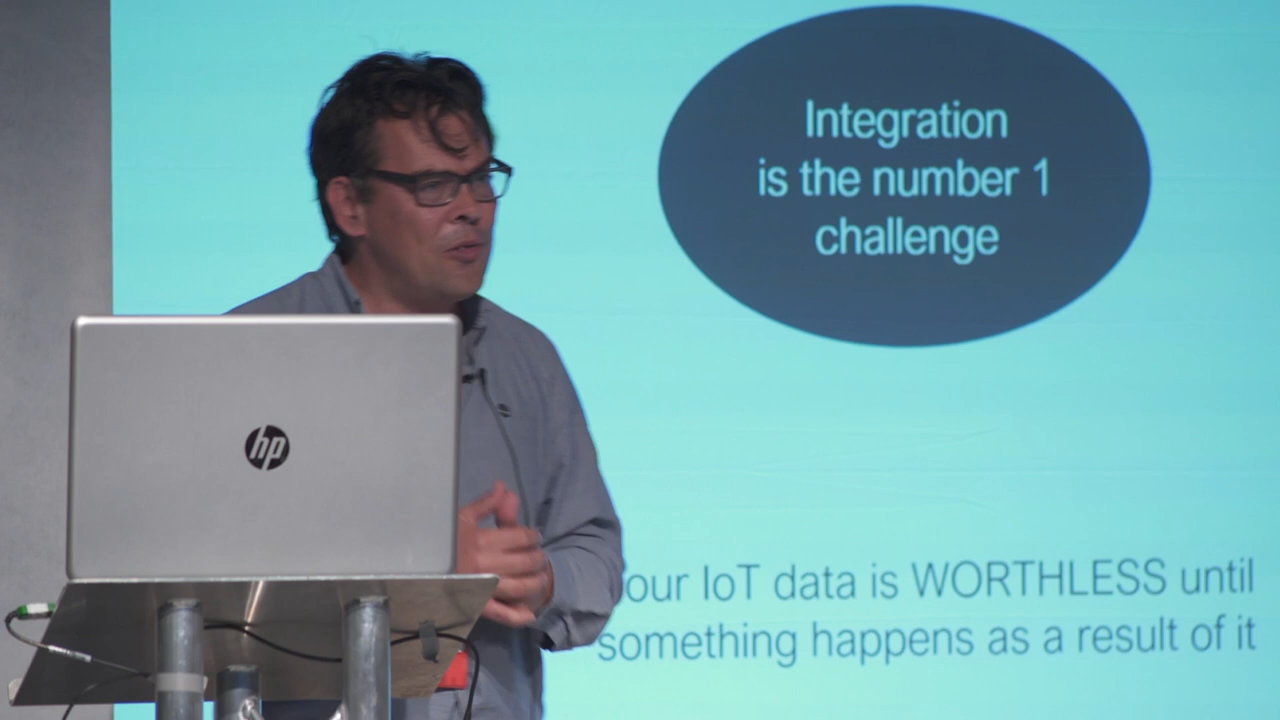 Integration
is the number 1
challenge
hp
our IoT data is WORTHLESS until
something happens as a result of it